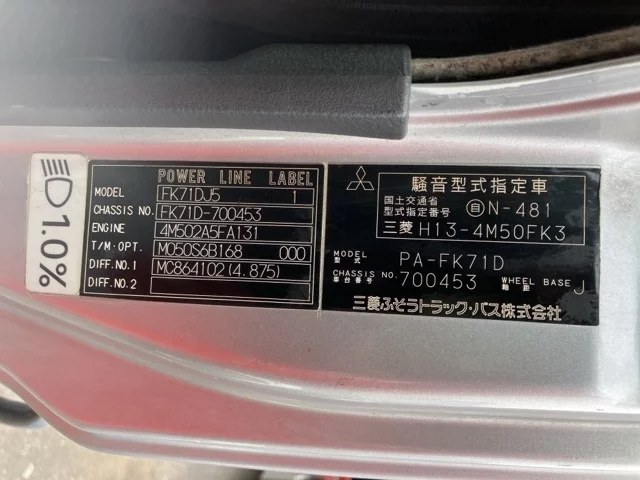 1.0%
POWER LINE LABEL
MODEL FK71DJ5 1
CHASSIS NO. FK71D-700453
ENGINE 4M502A5FA131
T/M·OPT. M050S6B168 000
DIFF.NO.1 MC864102(4.875)
DIFF.NO.2
騒音型式指定車
国土交通省
型式指定番号 自N-481
三菱 H13-4M50FK3
MODEL
型式 PA-FK71D
CHASSIS NO.
車台番号 700453 WHEEL BASE
軸距 J
三菱ふそうトラック·バス株式会社